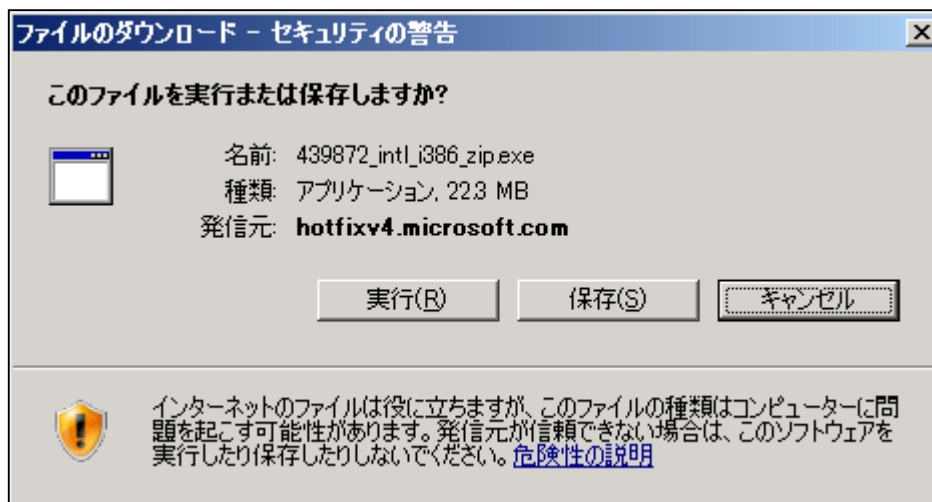 ファイルのダウンロード - セキュリティの警告
このファイルを実行または保存しますか?
名前: 439872_intl_i386_zip.exe
種類: アプリケーション, 22.3 MB
発信元: hotfixv4.microsoft.com
実行(R) 保存(S) キャンセル
インターネットのファイルは役に立ちますが、このファイルの種類はコンピューターに問
題を起こす可能性があります。発信元が信頼できない場合は、このソフトウェアを
実行したり保存したりしないでください。危険性の説明